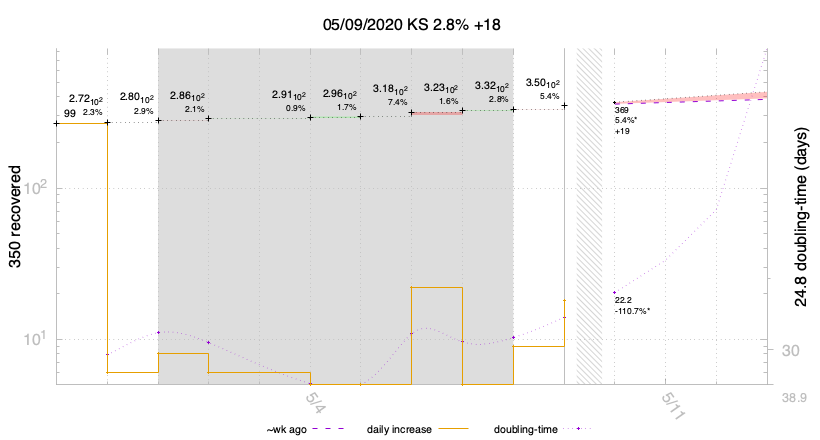 05/09/2020 KS 2.8% +18
2.72₁₀² 2.80₁₀² 2.86₁₀² 2.91₁₀² 2.96₁₀² 3.18₁₀² 3.23₁₀² 3.32₁₀² 3.50₁₀²
99 2.3% 2.9% 2.1% 0.9% 1.7% 7.4% 1.6% 2.8% 5.4%
369
5.4%*
+19
350 recovered
10²
10¹
22.2
-110.7%*
24.8 doubling-time (days)
30
38.9
5/4
5/11
~wk ago
daily increase
doubling-time